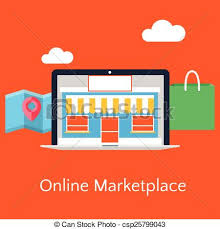 Online Marketplace
© Can Stock Photo - csp25799043